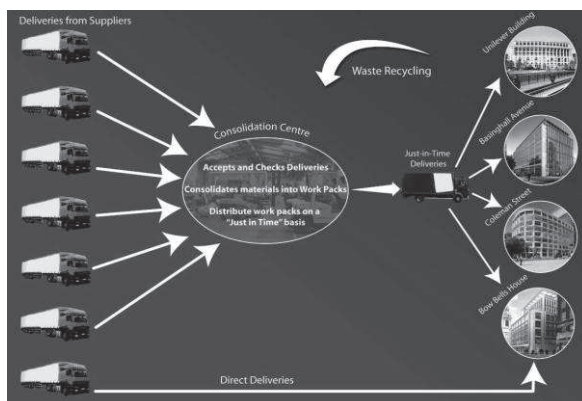 Deliveries from Suppliers
Unilever Building
Waste Recycling
Consolidation Centre
Basinghall Avenue
Just-in-Time
Deliveries
Accepts and Checks Deliveries
Consolidates materials into Work Packs
Distribute work packs on a
"Just in Time" basis
Coleman Street
Bow Bells House
Direct Deliveries